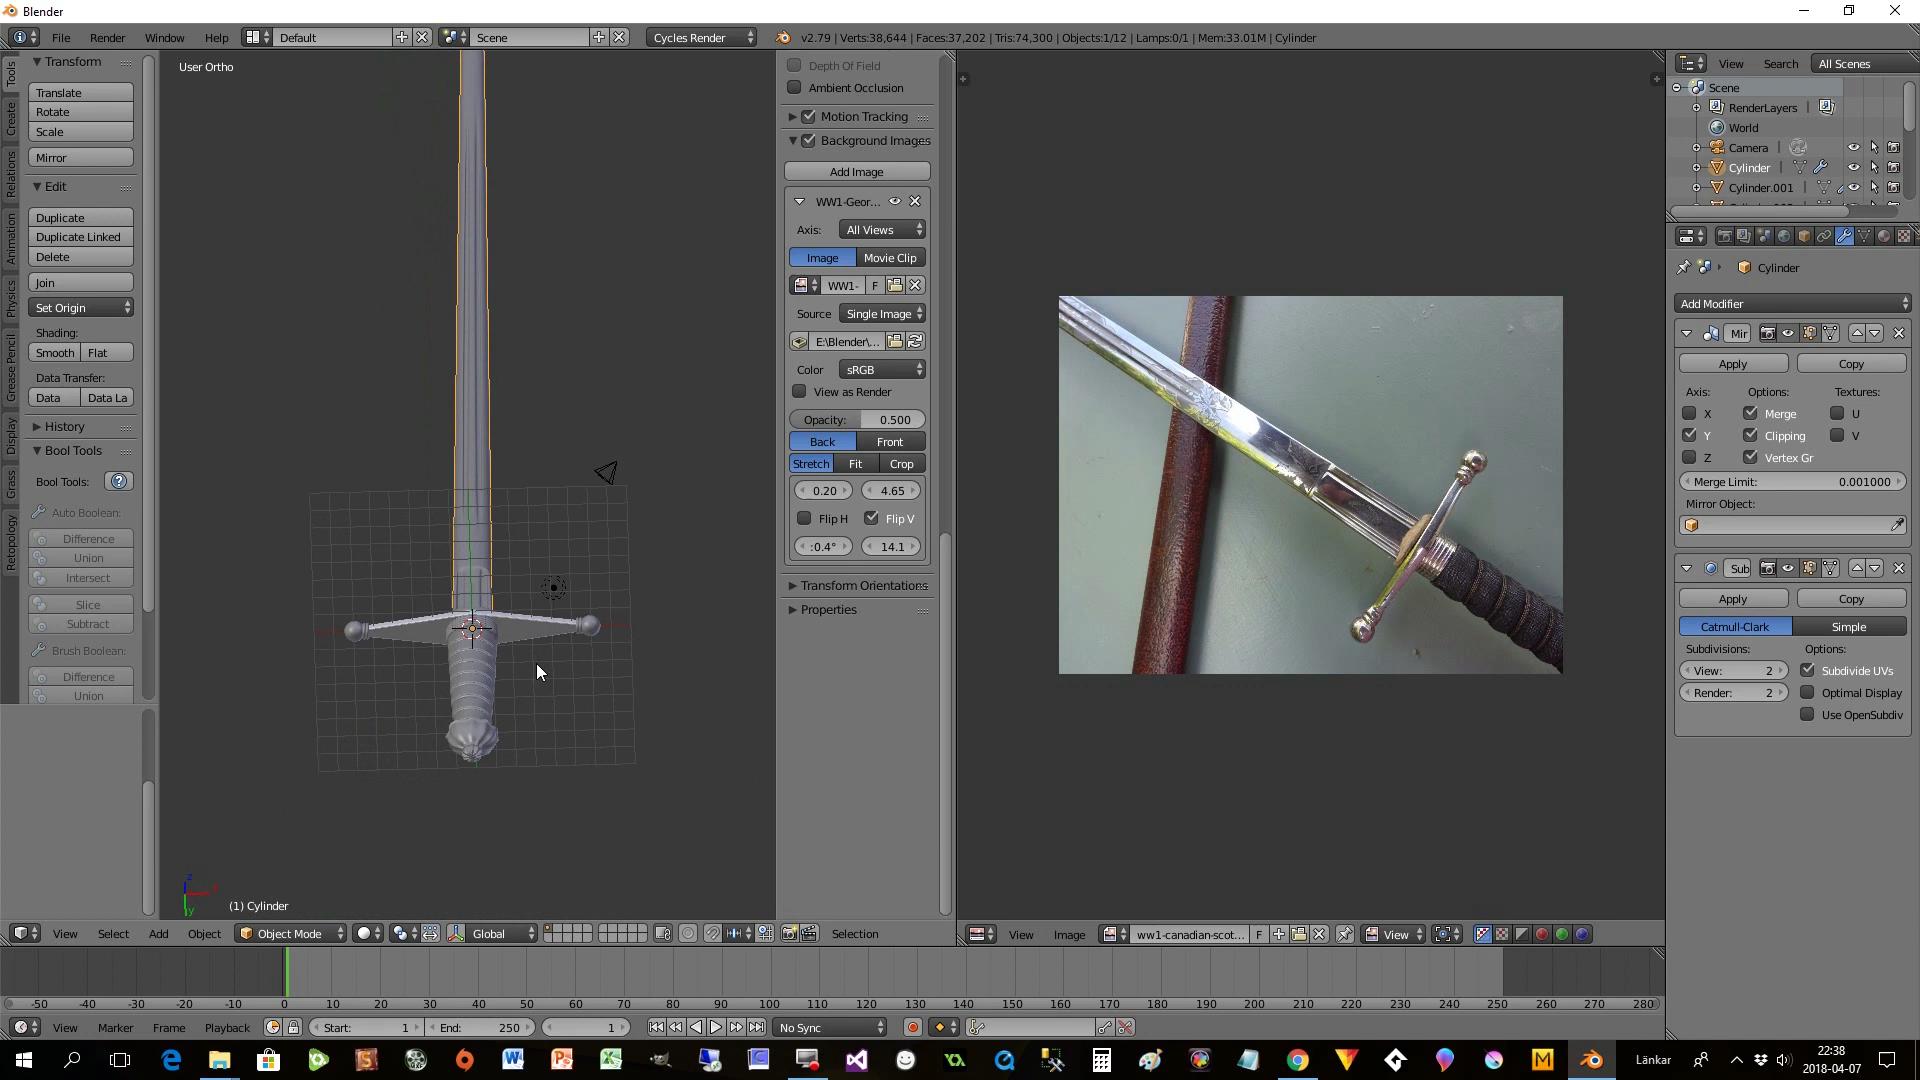 Blender
File Render Window Help Default Scene Cycles Render v2.79 | Verts:38,644 | Faces:37,202 | Tris:74,300 | Objects:1/12 | Lamps:0/1 | Mem:33.01M | Cylinder
Tools
Create
Relations
Animation
Physics
Grease Pencil
Display
Grass
Retopology
Transform
Translate
Rotate
Scale
Mirror
Edit
Duplicate
Duplicate Linked
Delete
Join
Set Origin
Shading:
Smooth Flat
Data Transfer:
Data Data La
History
Bool Tools
Bool Tools:
Auto Boolean:
Difference
Union
Intersect
Slice
Subtract
Brush Boolean:
Difference
Union
User Ortho
z
y
(1) Cylinder
Depth Of Field
Ambient Occlusion
Motion Tracking
Background Images
Add Image
WW1-Geor...
Axis: All Views
Image Movie Clip
WW1- F
Source Single Image
E:\Blender\...
Color sRGB
View as Render
Opacity: 0.500
Back Front
Stretch Fit Crop
0.20 4.65
Flip H Flip V
:0.4° 14.1
Transform Orientations
Properties
View Search All Scenes
Scene
RenderLayers
World
Camera
Cylinder
Cylinder.001
Cylinder
Add Modifier
Mir
Apply Copy
Axis: Options: Textures:
X Merge U
Y Clipping V
Z Vertex Gr
Merge Limit: 0.001000
Mirror Object:
Sub
Apply Copy
Catmull-Clark Simple
Subdivisions: Options:
View: 2 Subdivide UVs
Render: 2 Optimal Display
Use OpenSubdiv
View Select Add Object Object Mode Global Selection
View Image ww1-canadian-scot... F View
-50 -40 -30 -20 -10 0 10 20 30 40 50 60 70 80 90 100 110 120 130 140 150 160 170 180 190 200 210 220 230 240 250 260 270 280
View Marker Frame Playback Start: 1 End: 250 1 No Sync
Länkar
22:38
2018-04-07